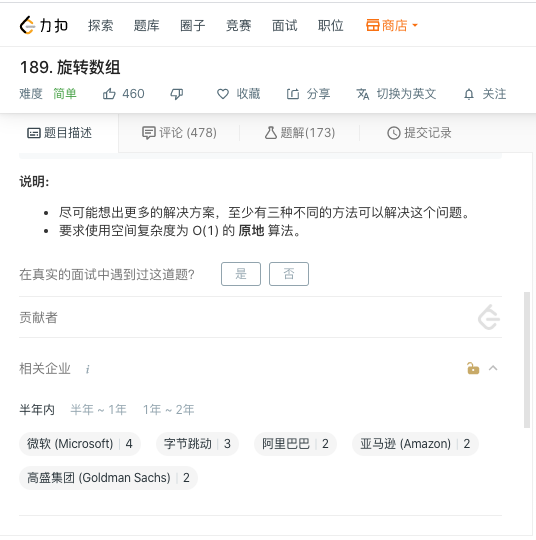 力扣 探索 题库 圈子 竞赛 面试 职位 商店
189. 旋转数组
难度 简单 460 收藏 分享 切换为英文 关注
题目描述 评论 (478) 题解(173) 提交记录
说明:
尽可能想出更多的解决方案，至少有三种不同的方法可以解决这个问题。
要求使用空间复杂度为 O(1) 的 原地 算法。
在真实的面试中遇到过这道题? 是 否
贡献者
相关企业 i
半年内 半年 ~ 1年 1年 ~ 2年
微软 (Microsoft) 4 字节跳动 3 阿里巴巴 2 亚马逊 (Amazon) 2
高盛集团 (Goldman Sachs) 2